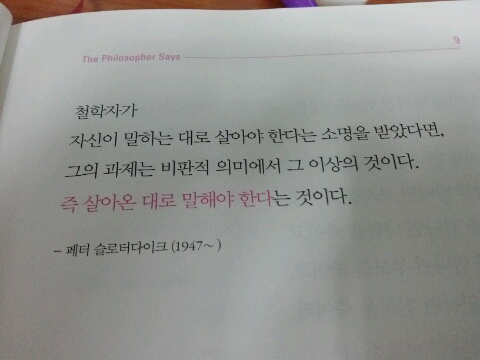 The Philosopher Says
9
철학자가
자신이 말하는 대로 살아야 한다는 소명을 받았다면,
그의 과제는 비판적 의미에서 그 이상의 것이다.
즉 살아온 대로 말해야 한다는 것이다.
– 페터 슬로터다이크 (1947~ )